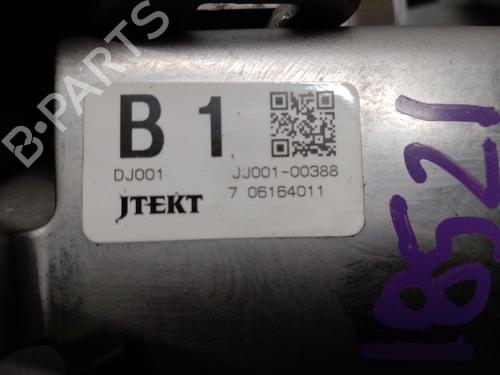 B-PARTS
B 1
DJ001 JJ001-00388
JTEKT 7 06164011
18521